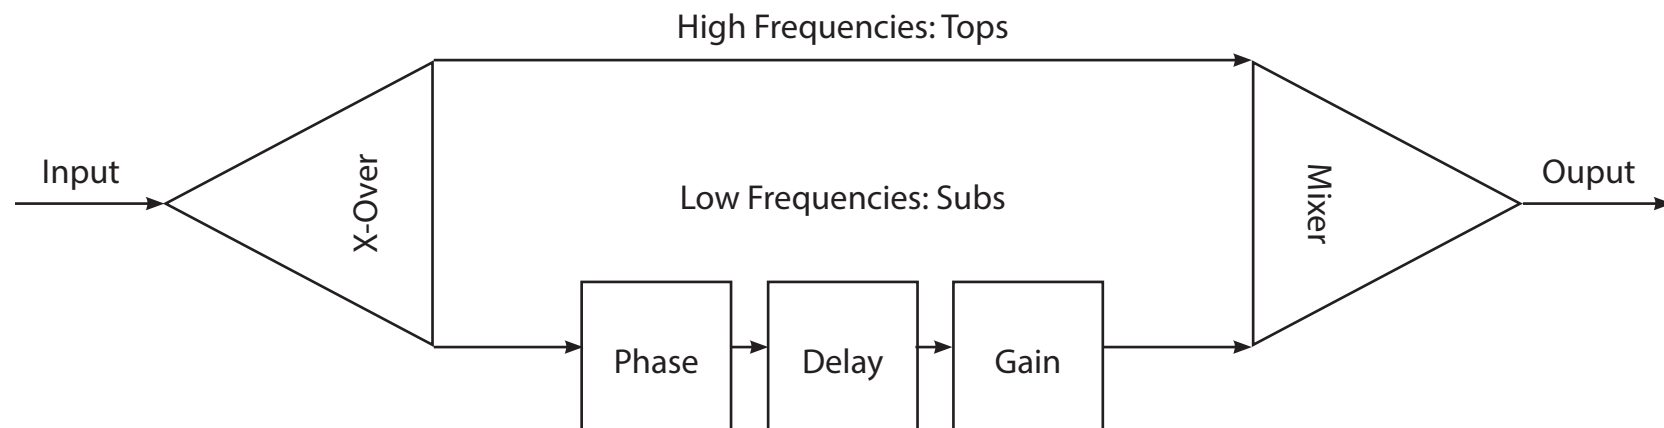 High Frequencies: Tops
Input
X-Over
Low Frequencies: Subs
Mixer
Ouput
Phase
Delay
Gain